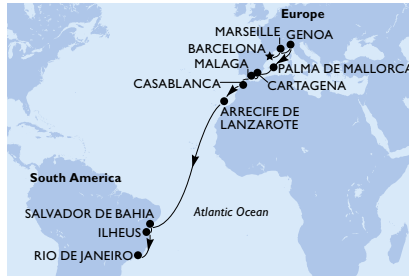 Europe
MARSEILLE
GENOA
BARCELONA
MALAGA
PALMA DE MALLORCA
CASABLANCA
CARTAGENA
ARRECIFE DE
LANZAROTE
South America
SALVADOR DE BAHIA
Atlantic Ocean
ILHEUS
RIO DE JANEIRO